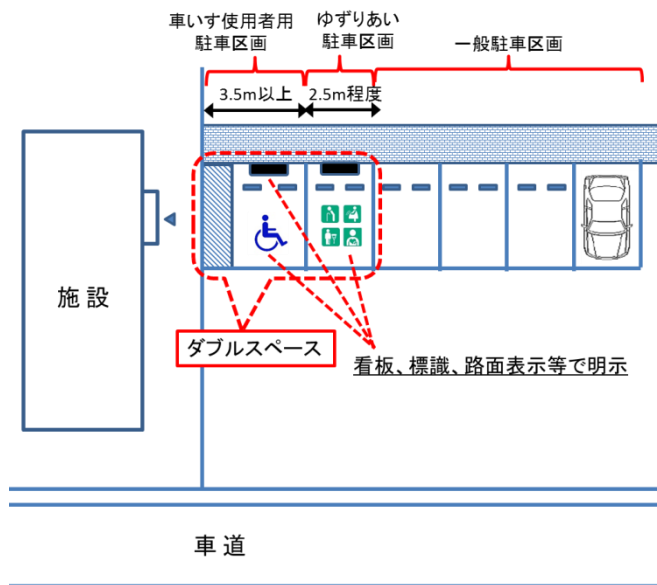 車いす使用者用
駐車区画
ゆずりあい
駐車区画
一般駐車区画
3.5m以上
2.5m程度
施設
ダブルスペース
看板、標識、路面表示等で明示
車道